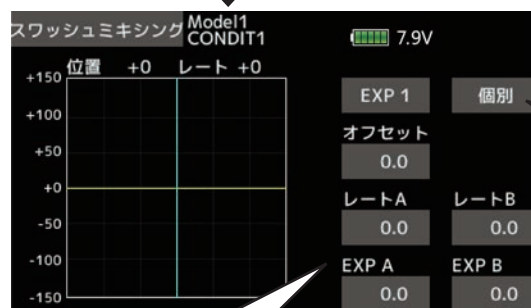 スワッシュミキシング
Model1
CONDIT1
7.9V
位置 +0 レート +0
+150
+100
+50
+0
-50
-100
-150
EXP 1 個別
オフセット
0.0
レートA レートB
0.0 0.0
EXP A EXP B
0.0 0.0